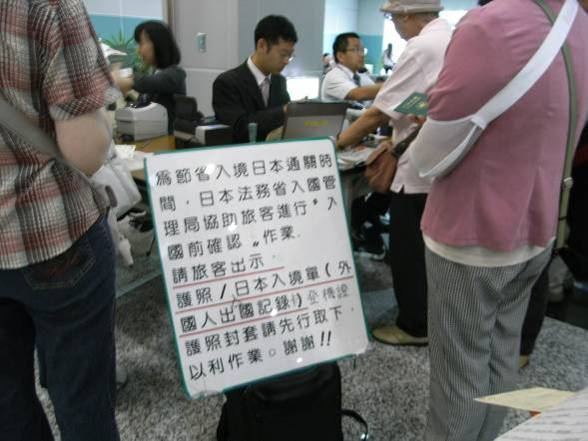 為節省入境日本通關時
間，日本法務省入國管
理局協助旅客進行〝入
國前確認〞作業.
請旅客出示.
護照/日本入境單(外
國人出國記錄)/登機證
護照封套請先行取下,
以利作業。謝謝!!